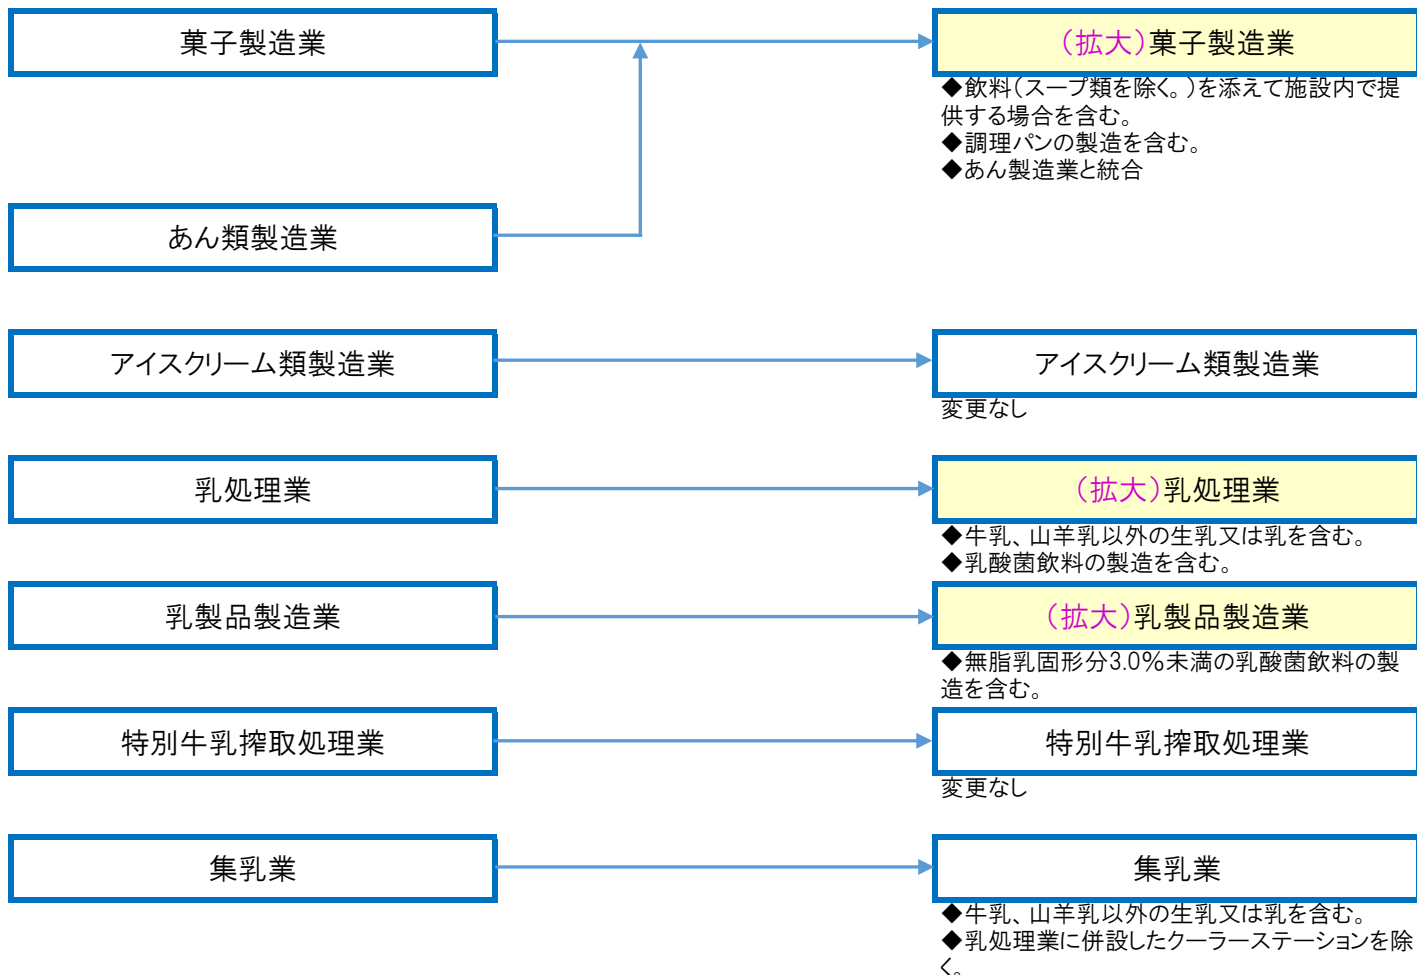 菓子製造業
（拡大）菓子製造業
◆飲料（スープ類を除く。）を添えて施設内で提
供する場合を含む。
◆調理パンの製造を含む。
◆あん製造業と統合
あん類製造業
アイスクリーム類製造業
アイスクリーム類製造業
変更なし
乳処理業
（拡大）乳処理業
◆牛乳、山羊乳以外の生乳又は乳を含む。
◆乳酸菌飲料の製造を含む。
乳製品製造業
（拡大）乳製品製造業
◆無脂乳固形分3.0％未満の乳酸菌飲料の製
造を含む。
特別牛乳搾取処理業
特別牛乳搾取処理業
変更なし
集乳業
集乳業
◆牛乳、山羊乳以外の生乳又は乳を含む。
◆乳処理業に併設したクーラーステーションを除
く。